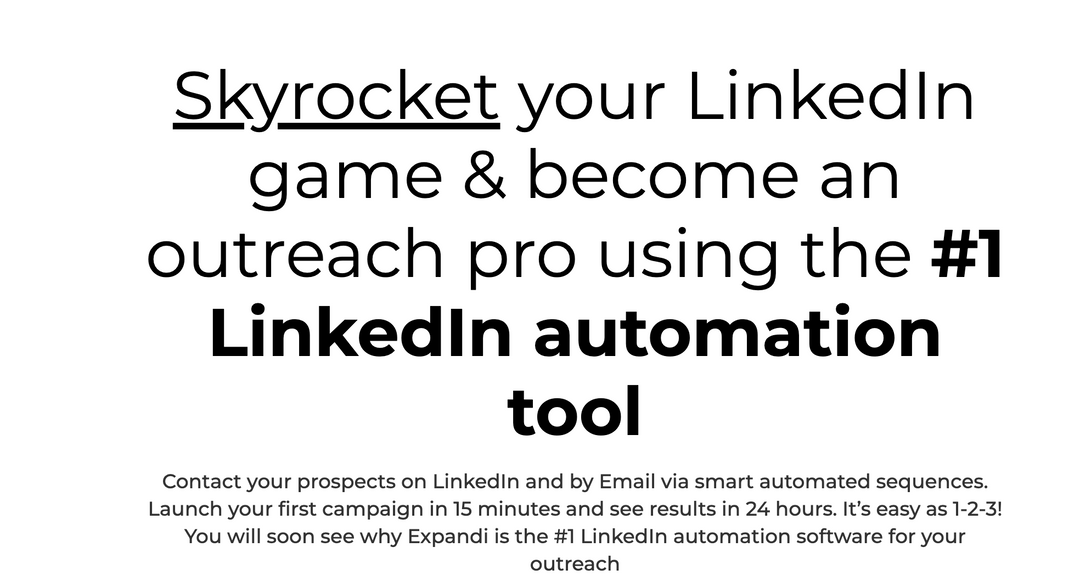 Skyrocket your LinkedIn
game & become an
outreach pro using the #1
LinkedIn automation
tool
Contact your prospects on LinkedIn and by Email via smart automated sequences.
Launch your first campaign in 15 minutes and see results in 24 hours. It’s easy as 1-2-3!
You will soon see why Expandi is the #1 LinkedIn automation software for your
outreach